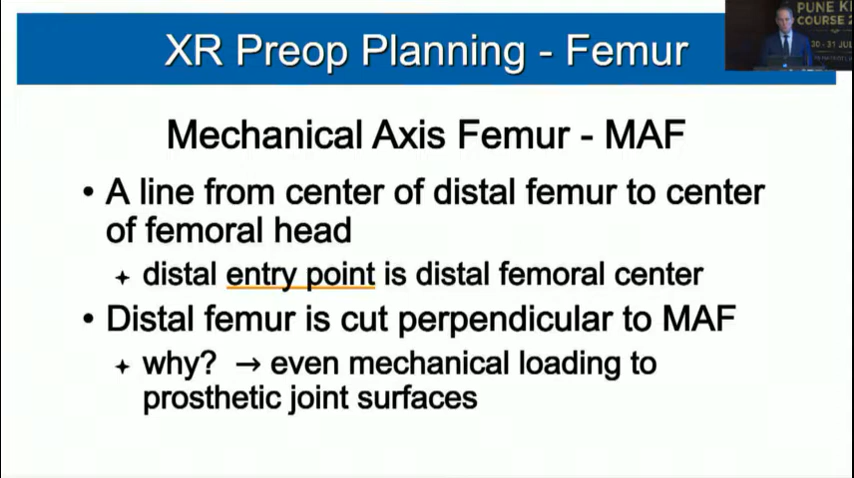 XR Preop Planning - Femur
PUNE
COURSE
30 - 31 JUL
Mechanical Axis Femur - MAF
• A line from center of distal femur to center
of femoral head
✦ distal entry point is distal femoral center
• Distal femur is cut perpendicular to MAF
✦ why? → even mechanical loading to
prosthetic joint surfaces